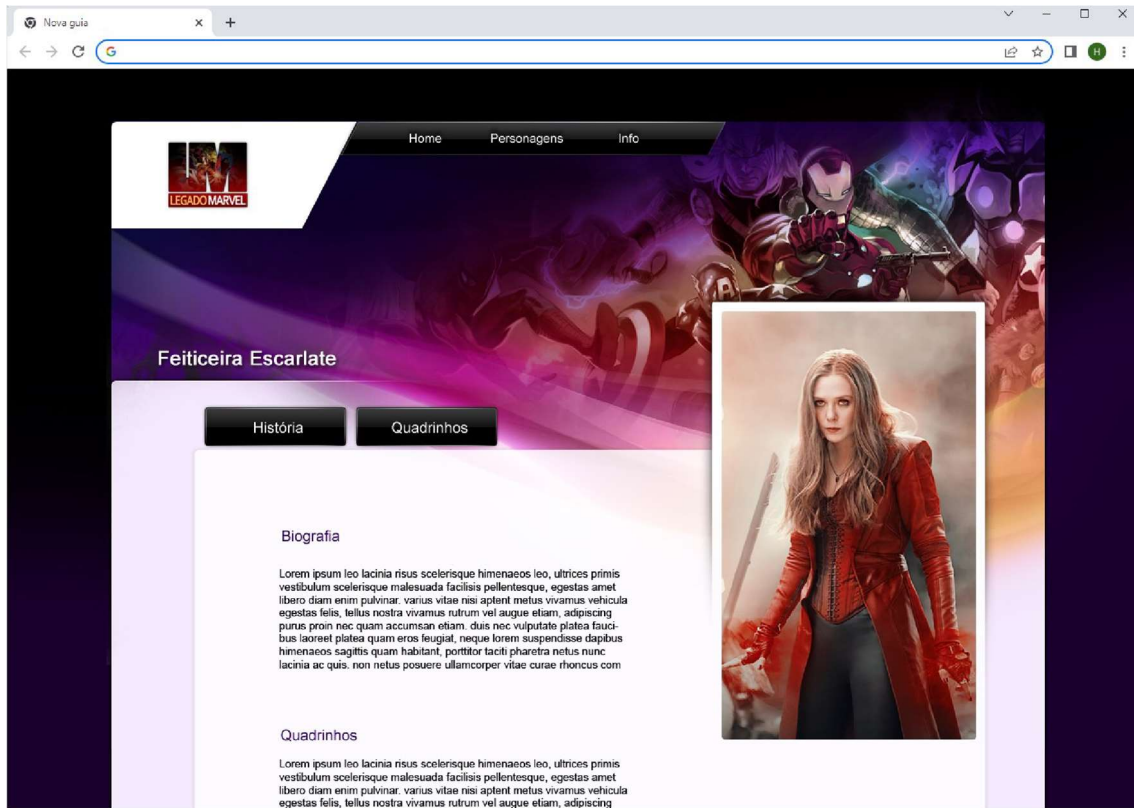 Nova guia
H
Home Personagens Info
LM
LEGADO MARVEL
Feiticeira Escarlate
História Quadrinhos
Biografia
Lorem ipsum leo lacinia risus scelerisque himenaeos leo, ultrices primis
vestibulum scelerisque malesuada facilisis pellentesque, egestas amet
libero diam enim pulvinar. varius vitae nisi aptent metus vivamus vehicula
egestas felis, tellus nostra vivamus rutrum vel augue etiam, adipiscing
purus proin nec quam accumsan etiam. duis nec vulputate platea fauci-
bus laoreet platea quam eros feugiat, neque lorem suspendisse dapibus
himenaeos sagittis quam habitant, porttitor taciti pharetra netus nunc
lacinia ac quis. non netus posuere ullamcorper vitae curae rhoncus com
Quadrinhos
Lorem ipsum leo lacinia risus scelerisque himenaeos leo, ultrices primis
vestibulum scelerisque malesuada facilisis pellentesque, egestas amet
libero diam enim pulvinar. varius vitae nisi aptent metus vivamus vehicula
egestas felis, tellus nostra vivamus rutrum vel augue etiam, adipiscing